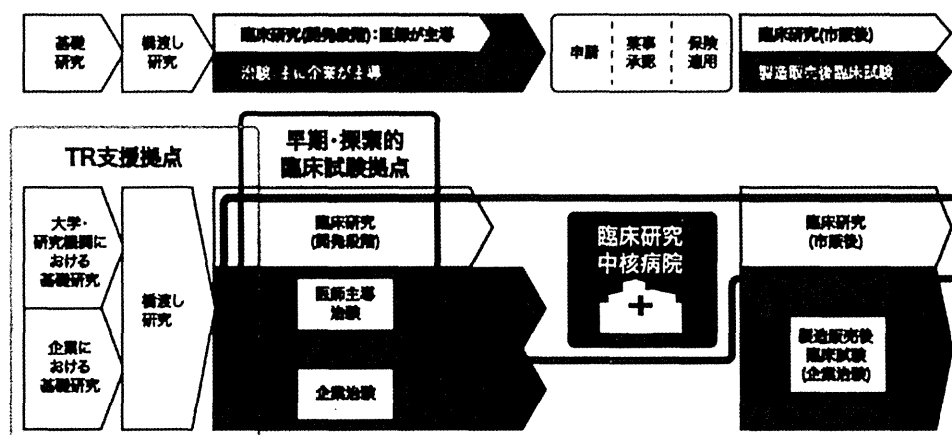 基礎
研究
橋渡し
研究
臨床研究(開発段階):医師が主導
治験:主に企業が主導
申請
薬事
承認
保険
適用
臨床研究(市販後)
製造販売後臨床試験
TR支援拠点
早期・探索的
臨床試験拠点
大学・
研究機関に
おける
基礎研究
企業に
おける
基礎研究
橋渡し
研究
臨床研究
(開発段階)
医師主導
治験
企業治験
臨床研究
中核病院
臨床研究
(市販後)
製造販売後
臨床試験
(企業治験)